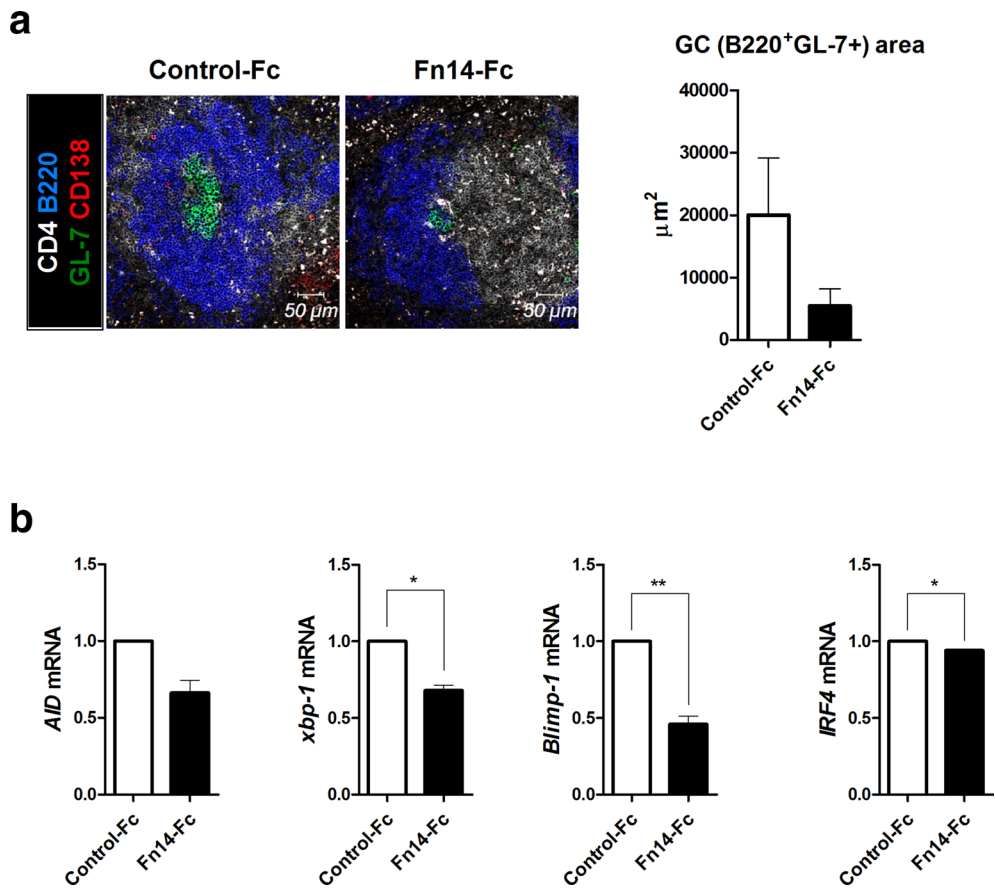 a
Control-Fc
Fn14-Fc
CD4 B220
GL-7 CD138
50 µm
50 µm
GC (B220⁺GL-7+) area
µm²
40000
30000
20000
10000
0
Control-Fc
Fn14-Fc
b
AID mRNA
1.5
1.0
0.5
0.0
Control-Fc
Fn14-Fc
xbp-1 mRNA
1.5
1.0
0.5
0.0
*
Control-Fc
Fn14-Fc
Blimp-1 mRNA
1.5
1.0
0.5
0.0
**
Control-Fc
Fn14-Fc
IRF4 mRNA
1.5
1.0
0.5
0.0
*
Control-Fc
Fn14-Fc